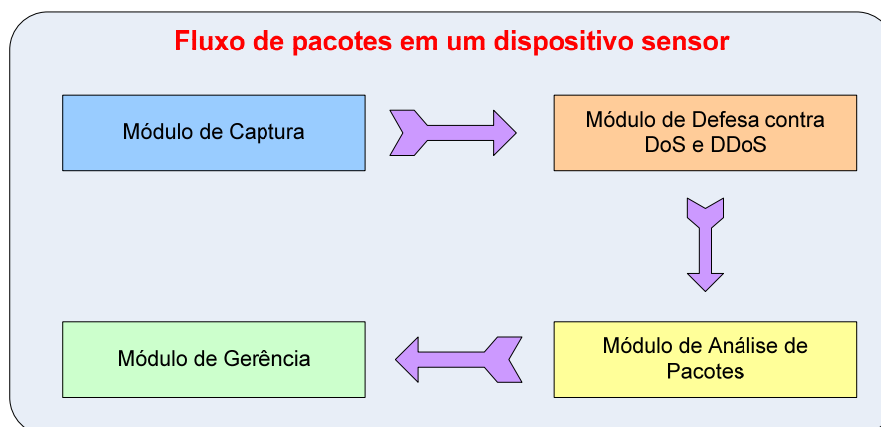 Fluxo de pacotes em um dispositivo sensor
Módulo de Captura
Módulo de Defesa contra
DoS e DDoS
Módulo de Gerência
Módulo de Análise de
Pacotes